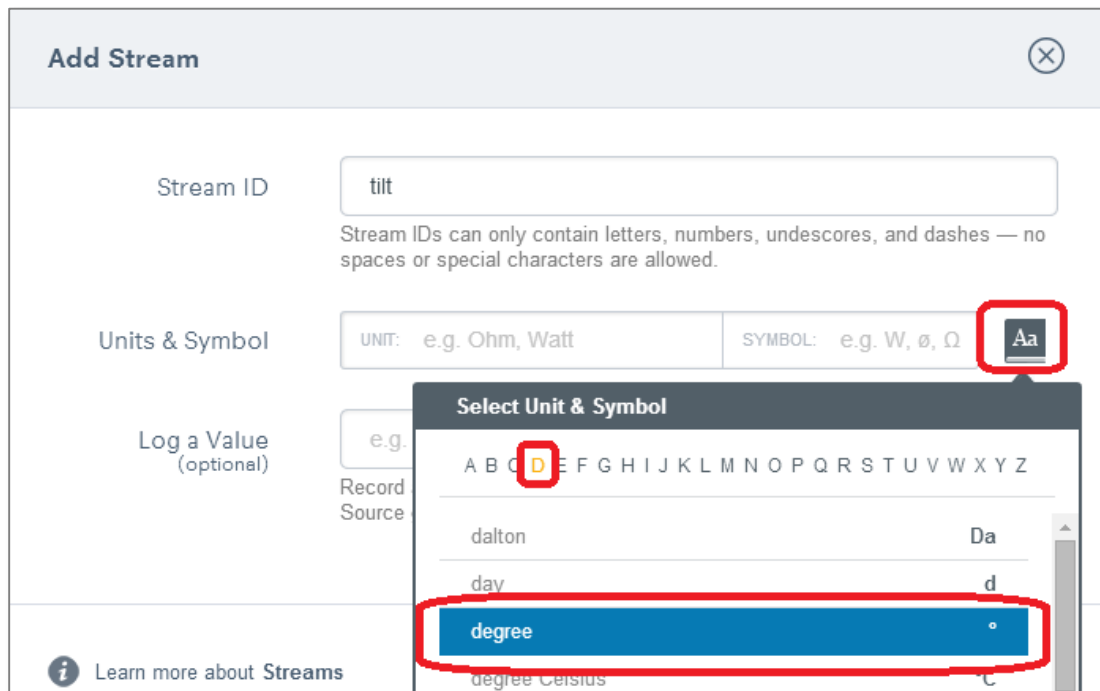 Add Stream
Stream ID
tilt
Stream IDs can only contain letters, numbers, undescores, and dashes — no
spaces or special characters are allowed.
Units & Symbol
UNIT: e.g. Ohm, Watt
SYMBOL: e.g. W, ø, Ω
Aa
Select Unit & Symbol
Log a Value
(optional)
e.g.
A B C D E F G H I J K L M N O P Q R S T U V W X Y Z
Record
Source
dalton Da
day d
degree °
degree Celsius °C
i Learn more about Streams